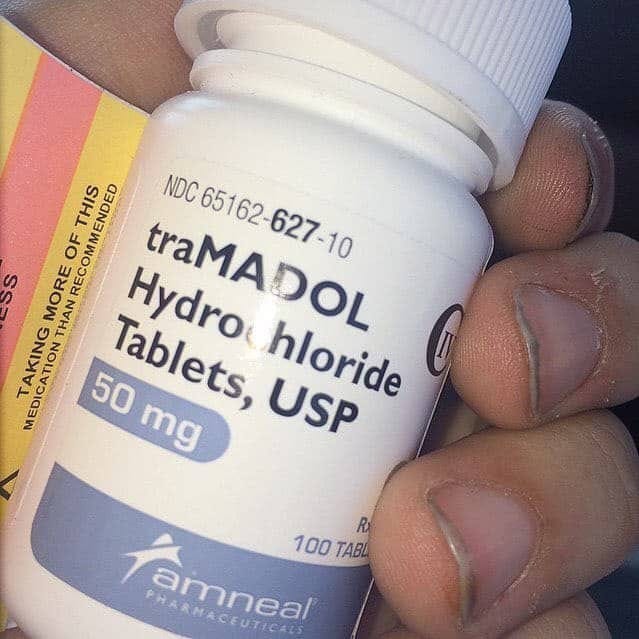 NDC 65162-627-10
traMADOL
Hydrochloride
Tablets, USP
50 mg
100
amneal
PHARMACEUTICALS
TAKING MORE OF THIS
MEDICATION THAN RECOMMENDED